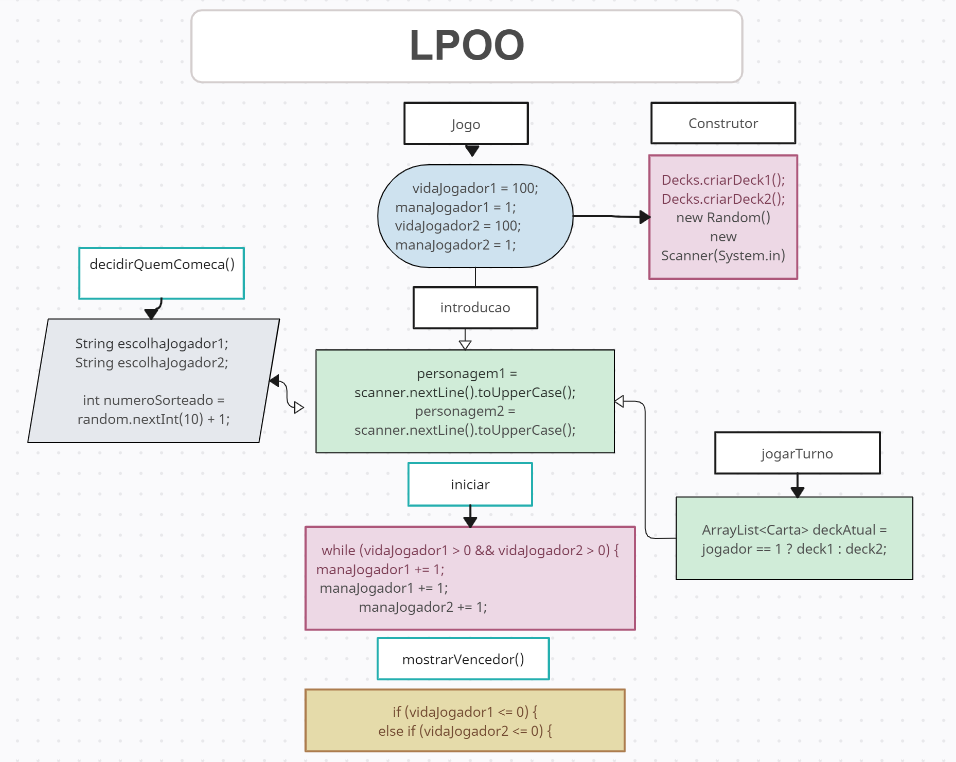 LPOO
Jogo
Construtor
vidaJogador1 = 100;
manaJogador1 = 1;
vidaJogador2 = 100;
manaJogador2 = 1;
Decks.criarDeck1();
Decks.criarDeck2();
new Random()
new
Scanner(System.in)
decidirQuemComeca()
introducao
String escolhaJogador1;
String escolhaJogador2;
int numeroSorteado =
random.nextInt(10) + 1;
personagem1 =
scanner.nextLine().toUpperCase();
personagem2 =
scanner.nextLine().toUpperCase();
jogarTurno
iniciar
ArrayList<Carta> deckAtual =
jogador == 1 ? deck1 : deck2;
while (vidaJogador1 > 0 && vidaJogador2 > 0) {
manaJogador1 += 1;
manaJogador1 += 1;
manaJogador2 += 1;
mostrarVencedor()
if (vidaJogador1 <= 0) {
else if (vidaJogador2 <= 0) {